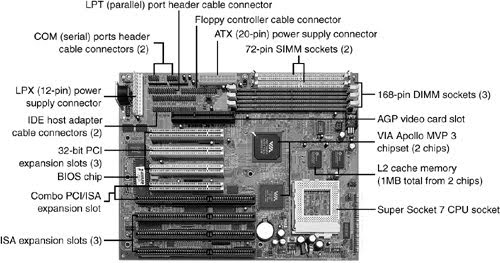 LPT (parallel) port header cable connector
Floppy controller cable connector
COM (serial) ports header
cable connectors (2)
ATX (20-pin) power supply connector
72-pin SIMM sockets (2)
LPX (12-pin) power
supply connector
168-pin DIMM sockets (3)
IDE host adapter
cable connectors (2)
AGP video card slot
32-bit PCI
expansion slots (3)
VIA Apollo MVP 3
chipset (2 chips)
BIOS chip
L2 cache memory
(1MB total from 2 chips)
Combo PCI/ISA
expansion slot
Super Socket 7 CPU socket
ISA expansion slots (3)